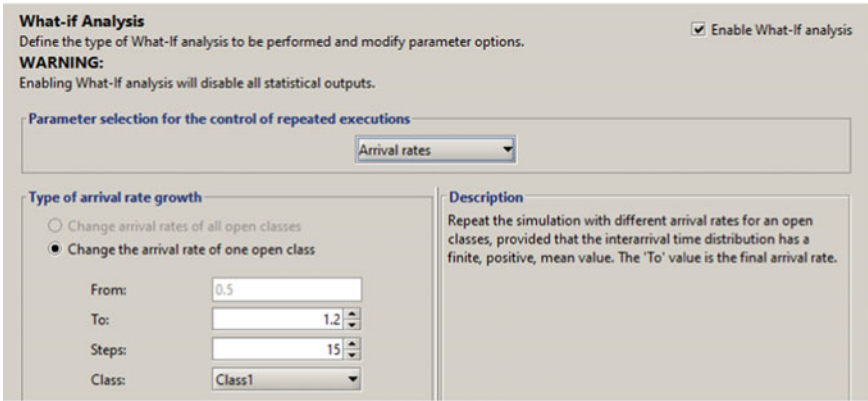 What-if Analysis
Enable What-If analysis
Define the type of What-If analysis to be performed and modify parameter options.
WARNING:
Enabling What-If analysis will disable all statistical outputs.
Parameter selection for the control of repeated executions
Arrival rates
Type of arrival rate growth
Change arrival rates of all open classes
Change the arrival rate of one open class
From: 0.5
To: 1.2
Steps: 15
Class: Class1
Description
Repeat the simulation with different arrival rates for an open
classes, provided that the interarrival time distribution has a
finite, positive, mean value. The 'To' value is the final arrival rate.